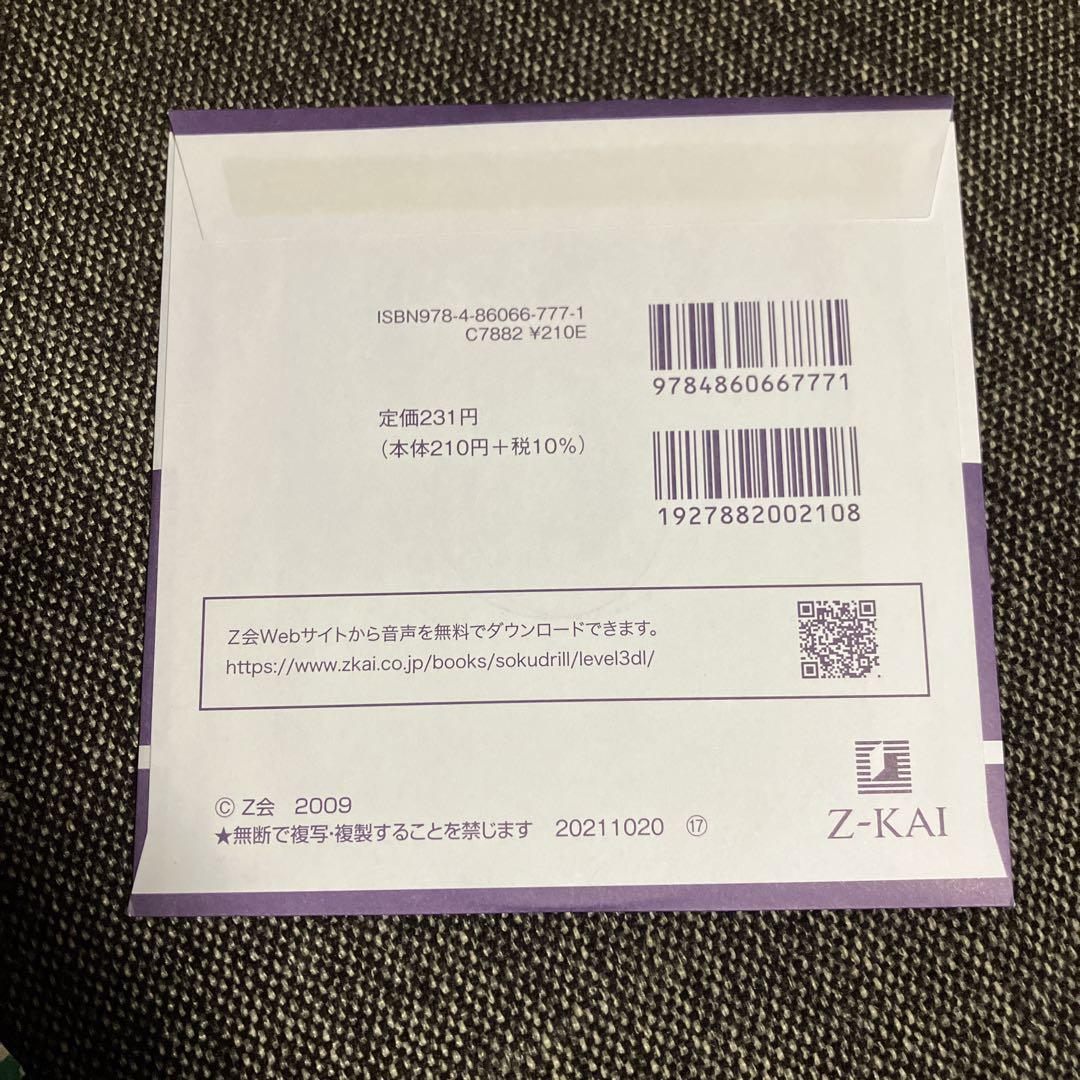 ISBN978-4-86066-777-1
C7882 ¥210E
9784860667771
定価231円
（本体210円＋税10%）
1927882002108
Z会Webサイトから音声を無料でダウンロードできます。
https://www.zkai.co.jp/books/sokudrill/level3dl/
© Z会　2009
★無断で複写・複製することを禁じます　20211020　⑰
Z-KAI